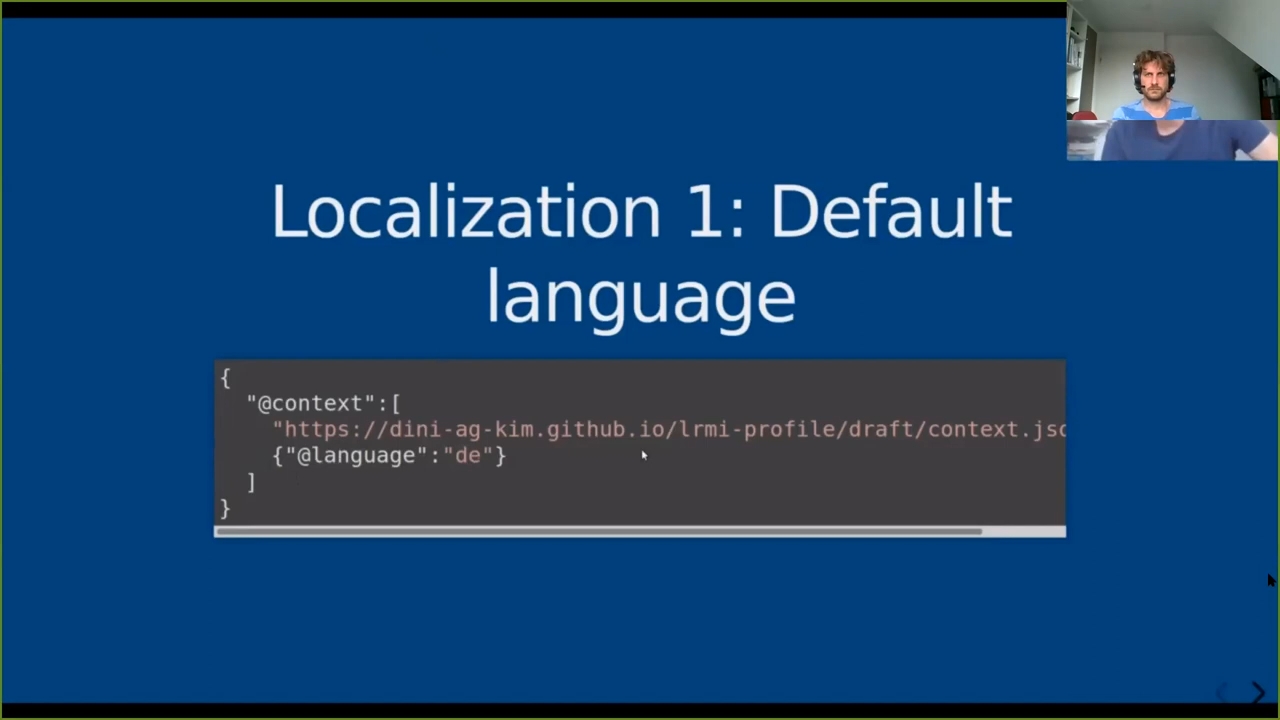 Localization 1: Default
language
{
"@context":[
"https://dini-ag-kim.github.io/lrmi-profile/draft/context.jso
{"@language":"de"}
]
}